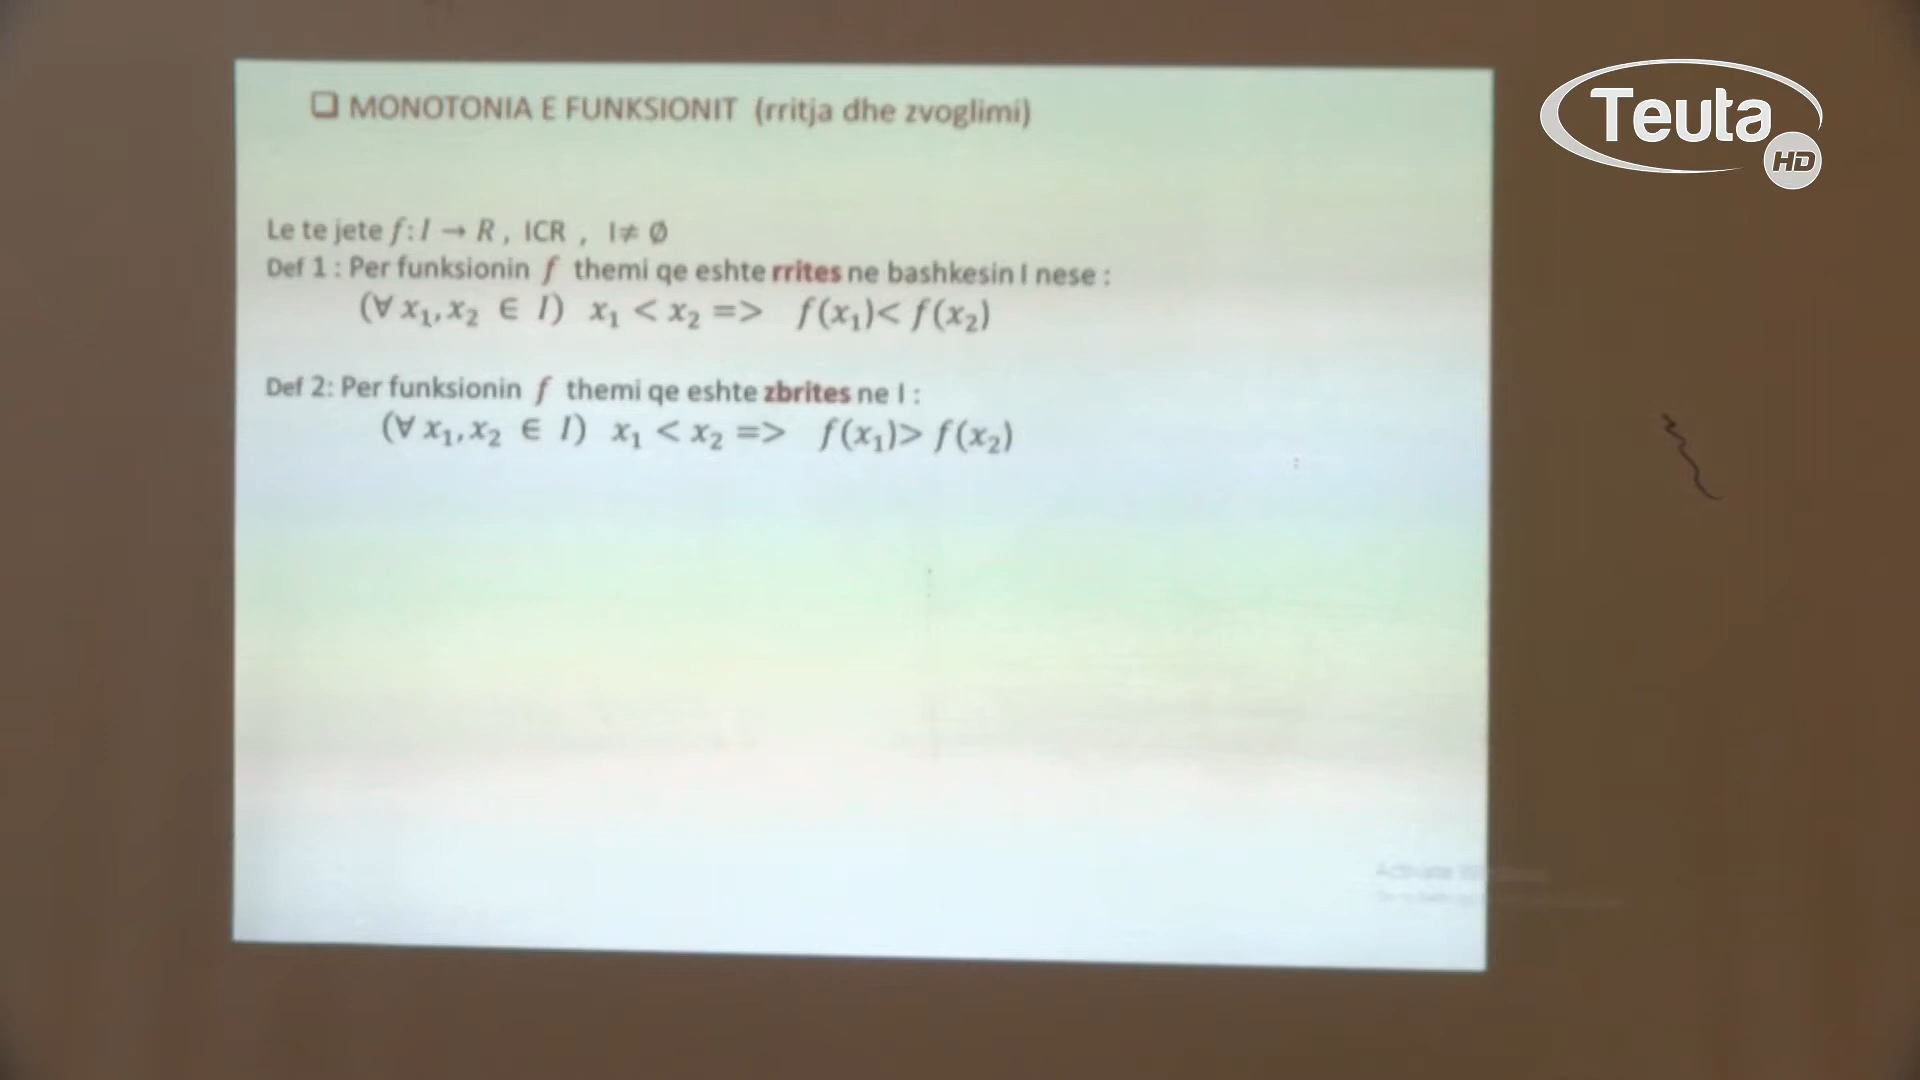 ❑ MONOTONIA E FUNKSIONIT (rritja dhe zvoglimi)
Teuta
HD
Le te jete f: I → R , ICR , I≠ Ø
Def 1 : Per funksionin f themi qe eshte rrites ne bashkesin I nese :
(∀ x₁, x₂ ∈ I) x₁ < x₂ => f(x₁)< f(x₂)
Def 2: Per funksionin f themi qe eshte zbrites ne I :
(∀ x₁, x₂ ∈ I) x₁ < x₂ => f(x₁)> f(x₂)